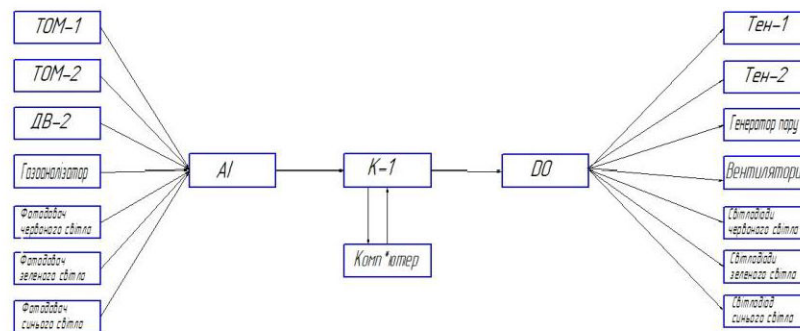 ТОМ-1
ТОМ-2
ДВ-2
Газоаналізатор
Фотодавач
червоного світла
Фотодавач
зеленого світла
Фотодавач
синього світла
АІ
К-1
Комп'ютер
DO
Тен-1
Тен-2
Генератор пару
Вентилятори
Світлодіоди
червоного світла
Світлодіоди
зеленого світла
Світлодіод
синього світла